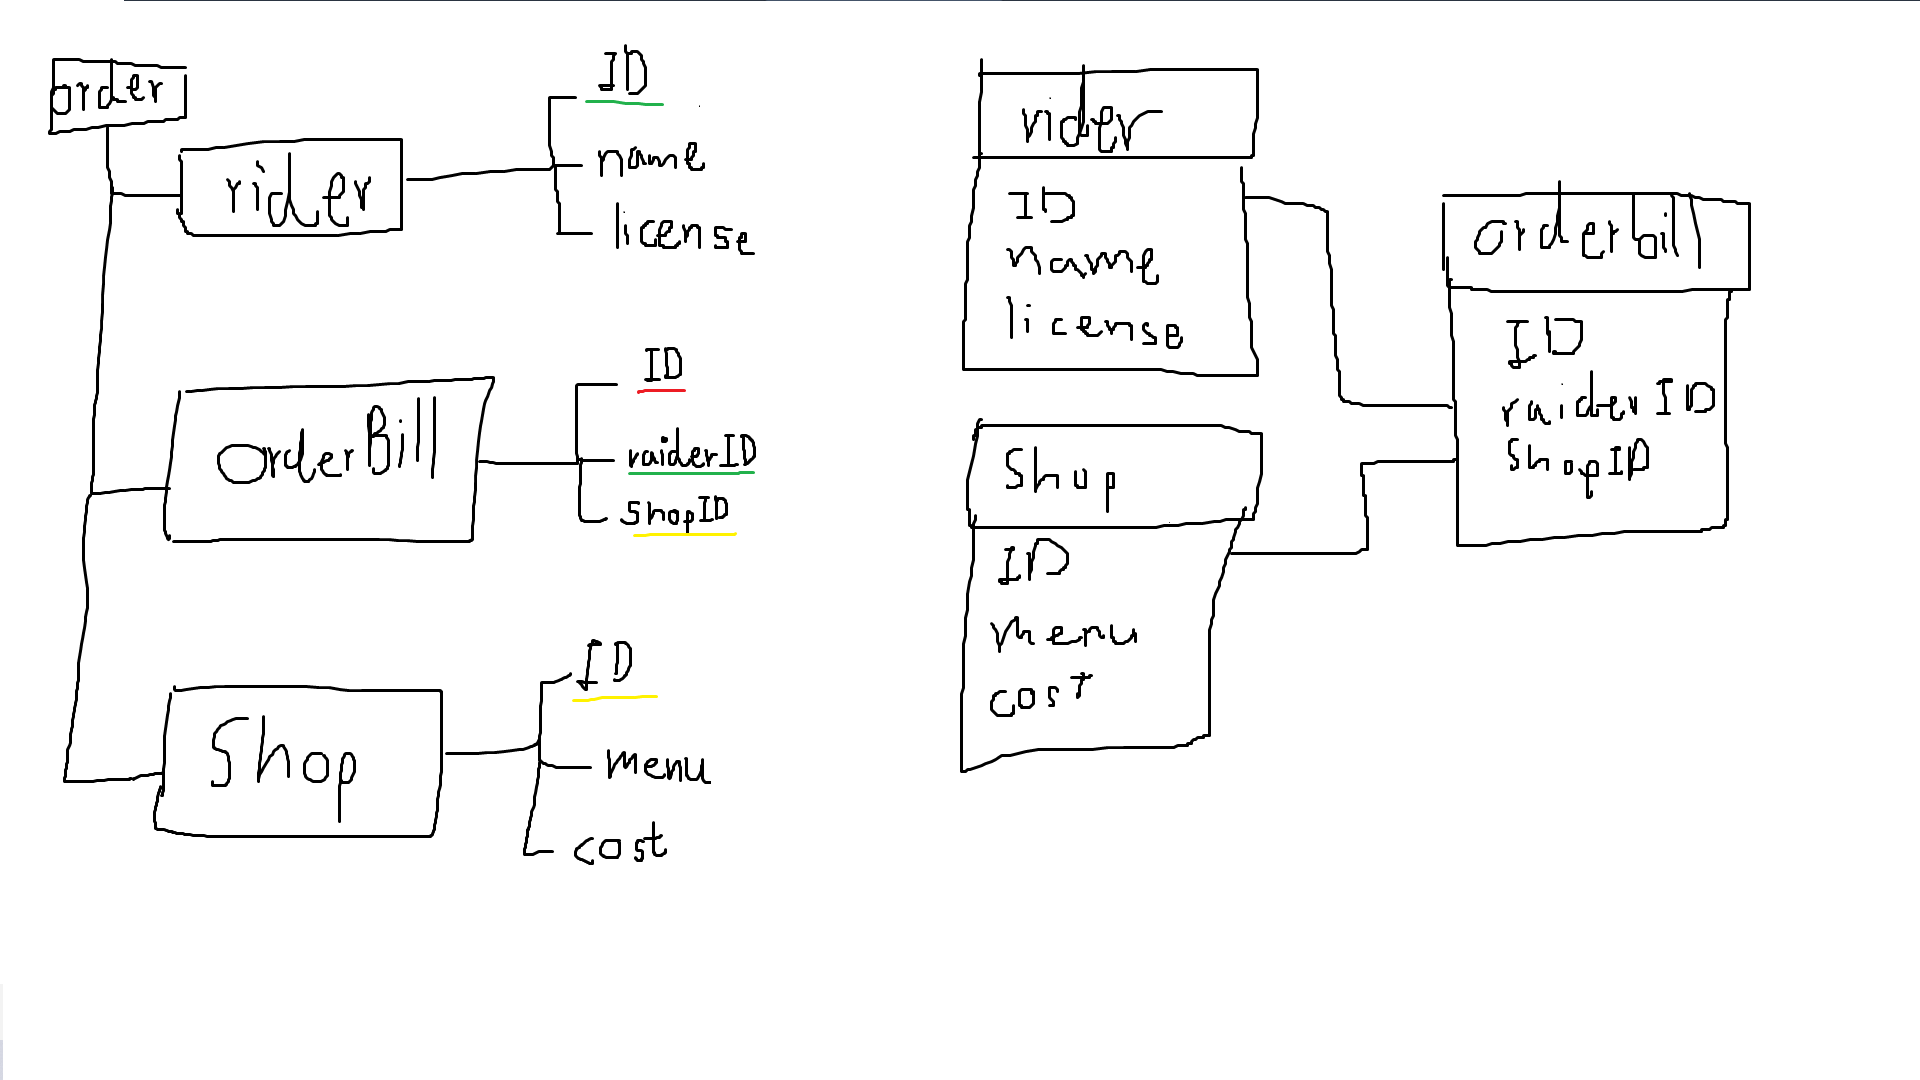 order
rider
ID
name
license
orderBill
ID
raiderID
shopID
Shop
ID
menu
cost
rider
ID
name
license
Shop
ID
menu
cost
orderbill
ID
raiderID
shopID